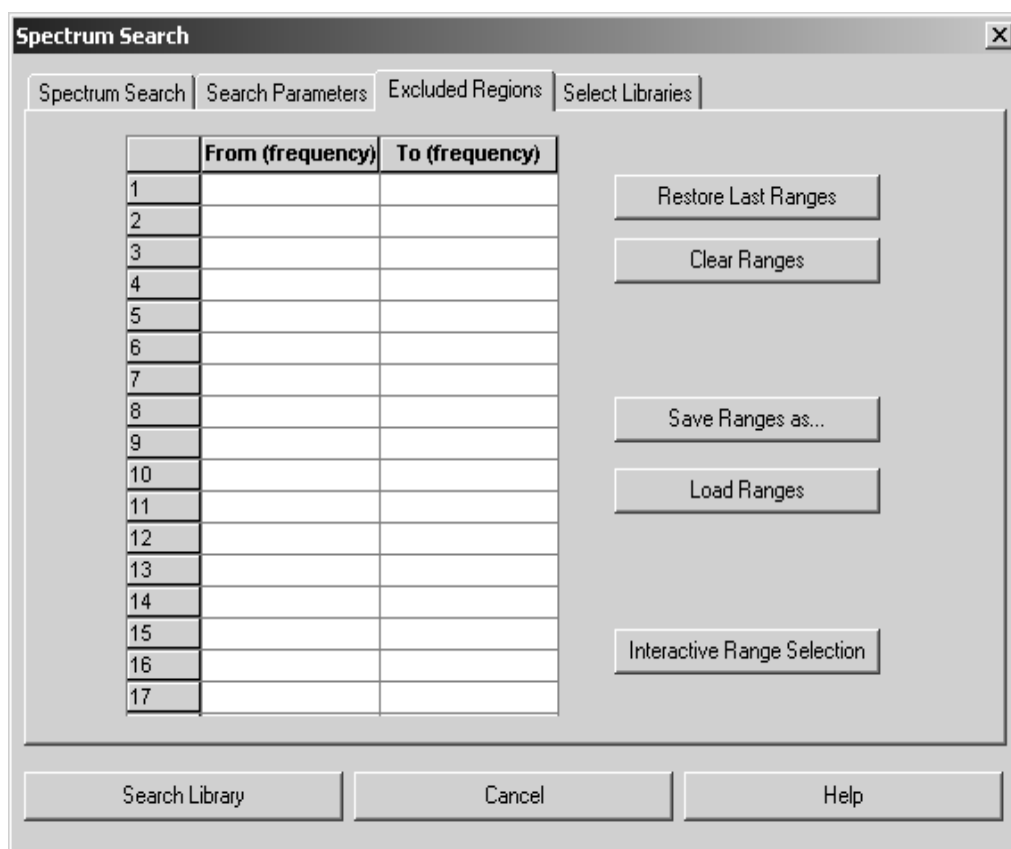 Spectrum Search
Spectrum Search Search Parameters Excluded Regions Select Libraries
From (frequency) To (frequency)
1
2
3
4
5
6
7
8
9
10
11
12
13
14
15
16
17
Restore Last Ranges
Clear Ranges
Save Ranges as...
Load Ranges
Interactive Range Selection
Search Library Cancel Help